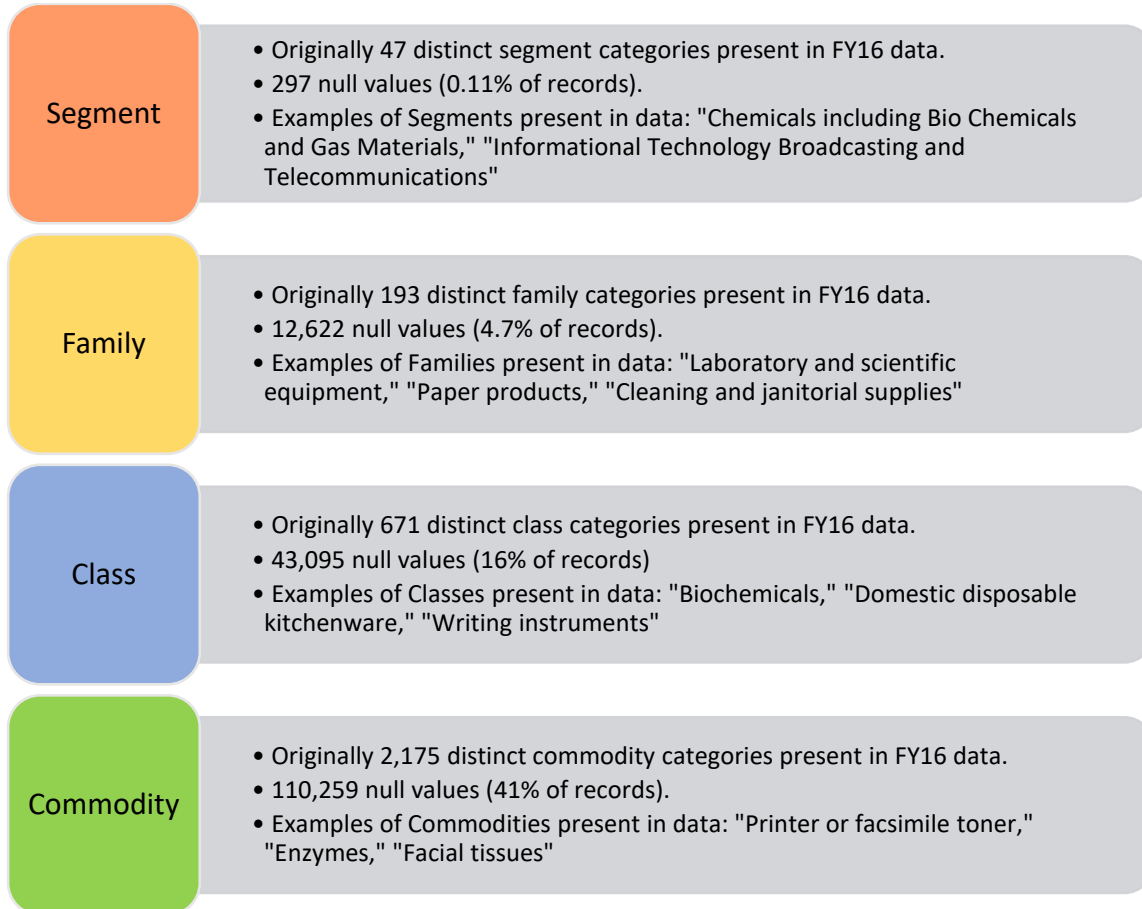 Segment
• Originally 47 distinct segment categories present in FY16 data.
• 297 null values (0.11% of records).
• Examples of Segments present in data: "Chemicals including Bio Chemicals
and Gas Materials," "Informational Technology Broadcasting and
Telecommunications"
Family
• Originally 193 distinct family categories present in FY16 data.
• 12,622 null values (4.7% of records).
• Examples of Families present in data: "Laboratory and scientific
equipment," "Paper products," "Cleaning and janitorial supplies"
Class
• Originally 671 distinct class categories present in FY16 data.
• 43,095 null values (16% of records)
• Examples of Classes present in data: "Biochemicals," "Domestic disposable
kitchenware," "Writing instruments"
Commodity
• Originally 2,175 distinct commodity categories present in FY16 data.
• 110,259 null values (41% of records).
• Examples of Commodities present in data: "Printer or facsimile toner,"
"Enzymes," "Facial tissues"